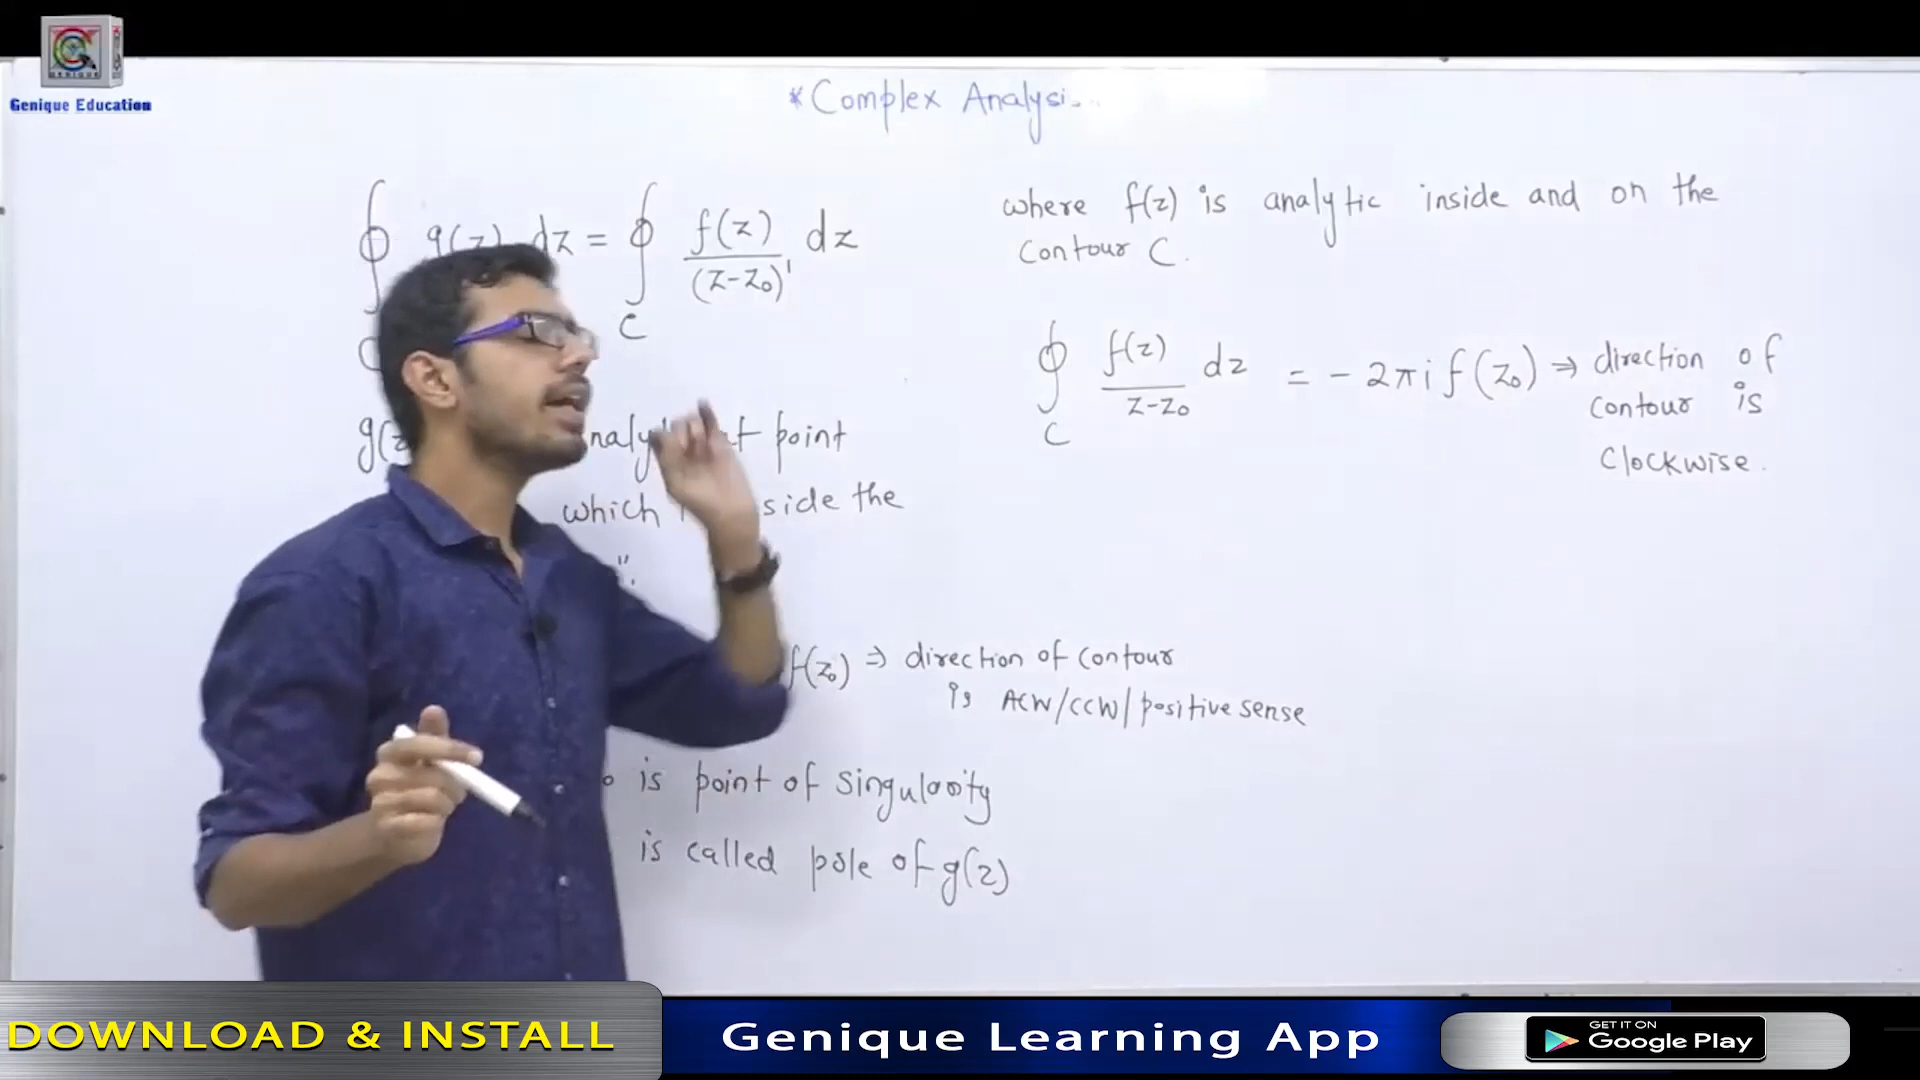 GENIQUE
Genique Education
* Complex Analysi
∮ g(z) dz = ∮ f(z)/(z-z₀)¹ dz
C
where f(z) is analytic inside and on the
Contour C.
∮ f(z)/(z-z₀) dz = - 2πi f(z₀) ⇒ direction of
C
contour is
Clockwise.
point
which side the
f(z₀) ⇒ direction of contour
is ACW/CCW/positive sense
is point of singularity
is called pole of g(z)
DOWNLOAD & INSTALL
Genique Learning App
GET IT ON
Google Play